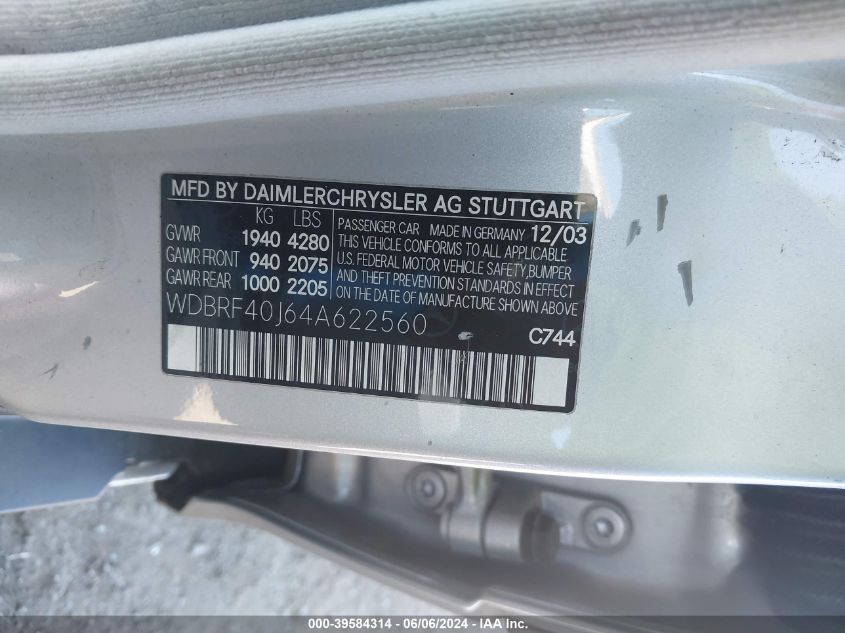 MFD BY DAIMLERCHRYSLER AG STUTTGART
KG LBS
GVWR 1940 4280
GAWR FRONT 940 2075
GAWR REAR 1000 2205
PASSENGER CAR MADE IN GERMANY 12/03
THIS VEHICLE CONFORMS TO ALL APPLICABLE
U.S. FEDERAL MOTOR VEHICLE SAFETY, BUMPER
AND THEFT PREVENTION STANDARDS IN EFFECT
ON THE DATE OF MANUFACTURE SHOWN ABOVE
WDBRF40J64A622560
C744
000-39584314 - 06/06/2024 - IAAI.com